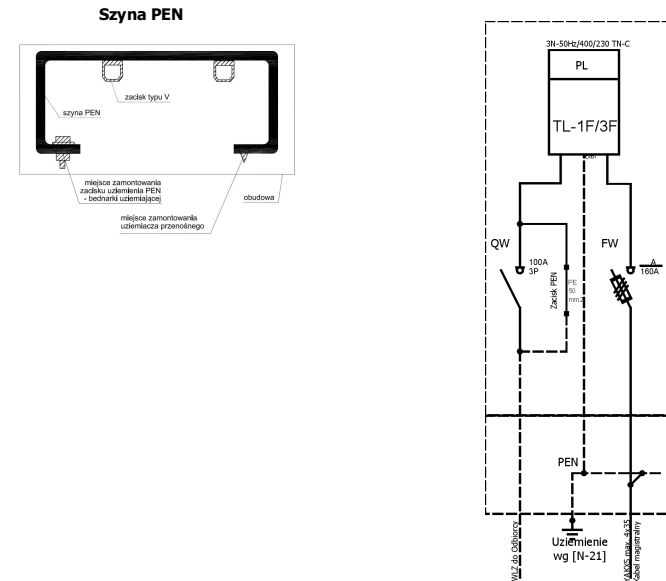 Szyna PEN
zacisk typu V
szyna PEN
miejsce zamontowania
zacisku uziemienia PEN
- bednarki uziemiającej
obudowa
miejsce zamontowania
uziemiacza przenośnego
3N-50Hz/400/230 TN-C
PL
TL-1F/3F
QW
100A
3P
Zacisk PEN
PE
50
mm2
FW
A
160A
PEN
Uziemienie
wg [N-21]
WLZ do Odbiorcy
YAKXS max. 4x35
Kabel magistralny